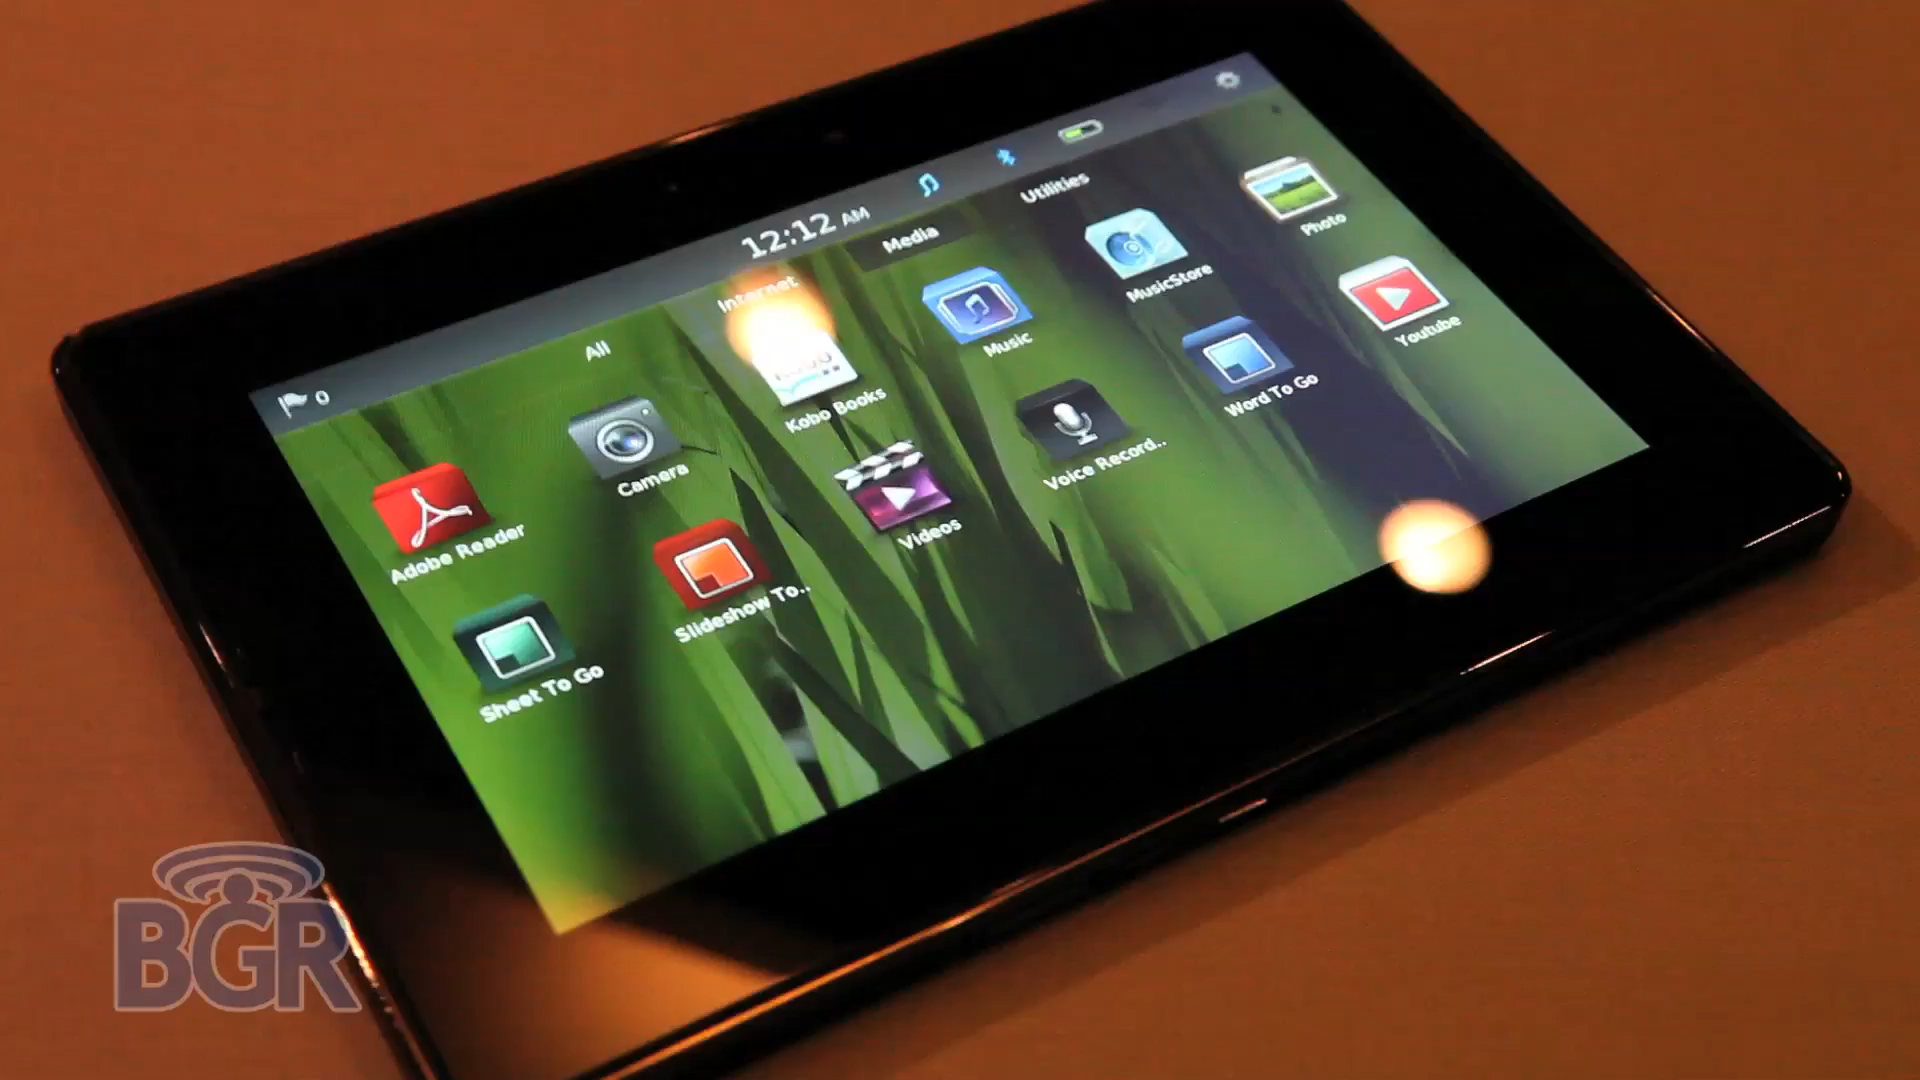 0
12:12 AM
All
Internet
Media
Utilities
Adobe Reader
Camera
Kobo Books
Music
MusicStore
Photo
Sheet To Go
Slideshow To..
Videos
Voice Record..
Word To Go
Youtube
BGR